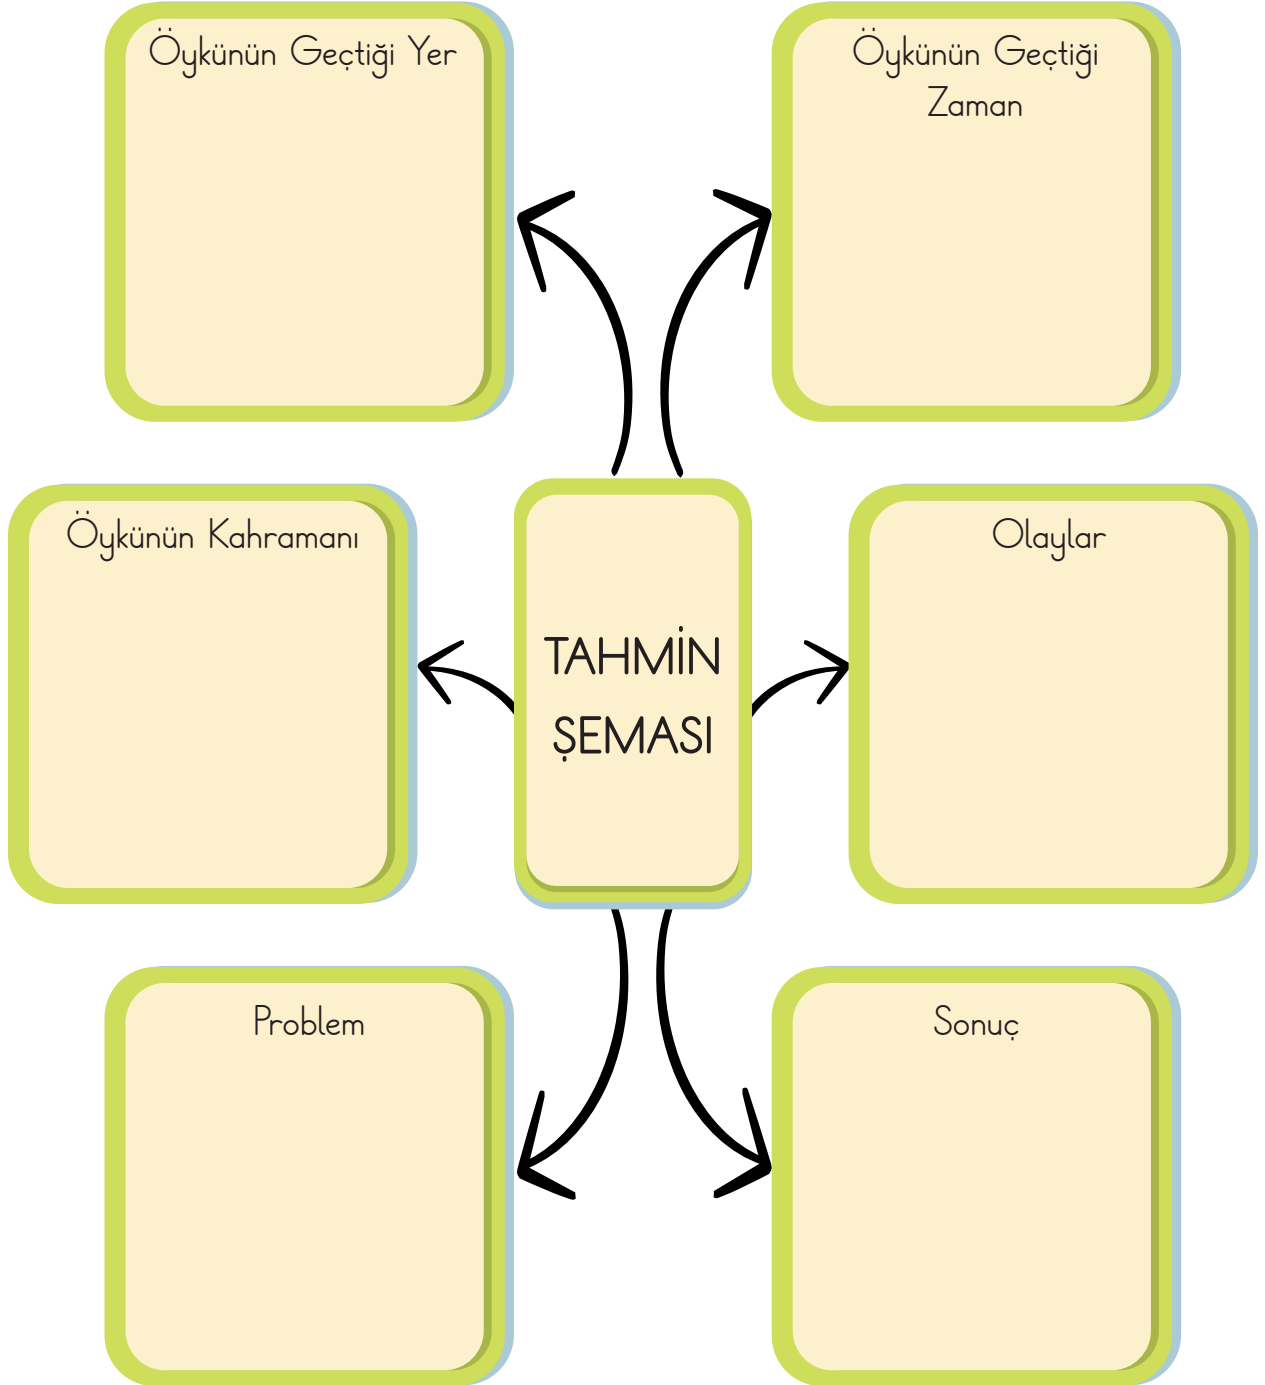 Öykünün Geçtiği Yer
Öykünün Geçtiği
Zaman
Öykünün Kahramanı
TAHMİN
ŞEMASI
Olaylar
Problem
Sonuç